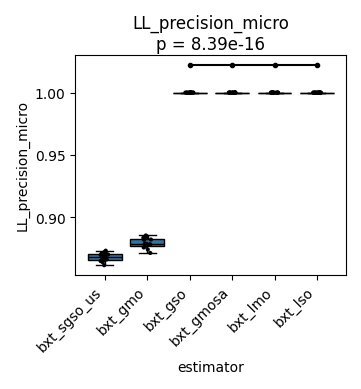 LL_precision_micro
p = 8.39e-16
LL_precision_micro
1.00
0.95
0.90
bxt_sgso_us
bxt_gmo
bxt_gso
bxt_gmosa
bxt_lmo
bxt_lso
estimator